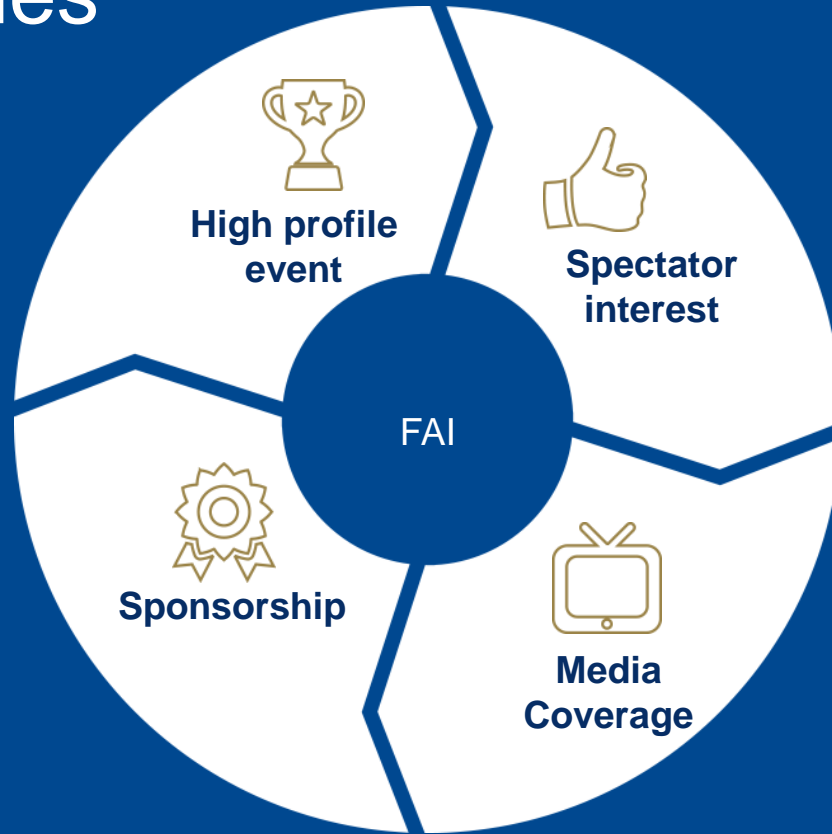 High profile
event
Spectator
interest
FAI
Sponsorship
Media
Coverage